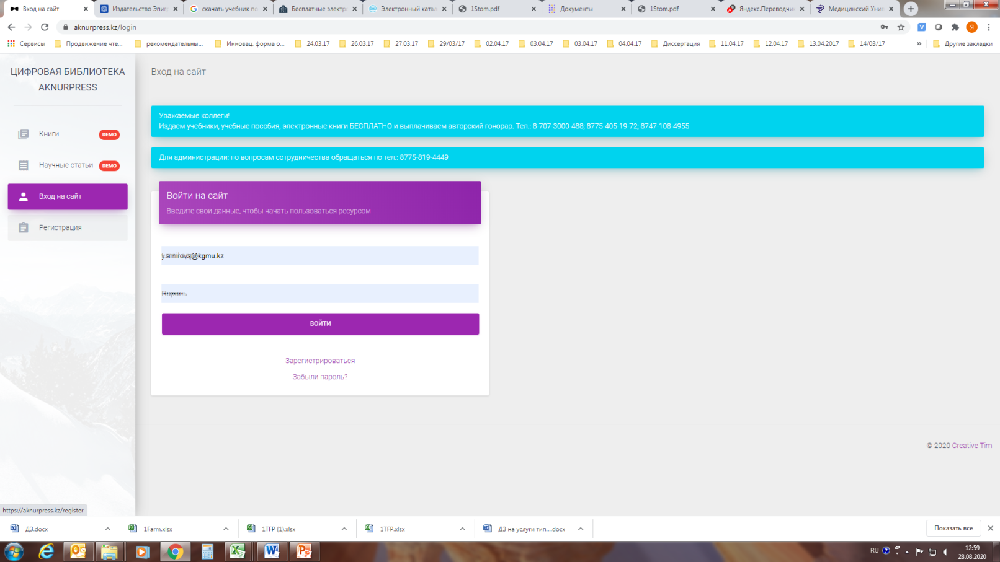 Вход на сайт
Издательство Эпиг
скачать учебник по
Бесплатные электр
Электронный катал
1Stom.pdf
Документы
1Stom.pdf
Яндекс.Переводчи
Медицинский Унив
aknurpress.kz/login
Я
Сервисы
Продвижение чте...
рекомендательны...
Инновац. форма о...
24.03.17
26.03.17
27.03.17
29/03/17
02.04.17
03.04.17
03.04.17
04.04.17
Диссертация
11.04.17
12.04.17
13.04.2017
14/03/17
»
Другие закладки
ЦИФРОВАЯ БИБЛИОТЕКА
AKNURPRESS
Книги DEMO
Научные статьи DEMO
Вход на сайт
Регистрация
Вход на сайт
Уважаемые коллеги!
Издаем учебники, учебные пособия, электронные книги БЕСПЛАТНО и выплачиваем авторский гонорар. Тел.: 8-707-3000-488; 8775-405-19-72; 8747-108-4955
Для администрации: по вопросам сотрудничества обращаться по тел.: 8775-819-4449
Войти на сайт
Введите свои данные, чтобы начать пользоваться ресурсом
Пароль
ВОЙТИ
Зарегистрироваться
Забыли пароль?
© 2020 Creative Tim
https://aknurpress.kz/register
ДЗ.docx
1Farm.xlsx
1TFP (1).xlsx
1TFP.xlsx
ДЗ на услуги тип....docx
Показать все
RU
12:59
28.08.2020